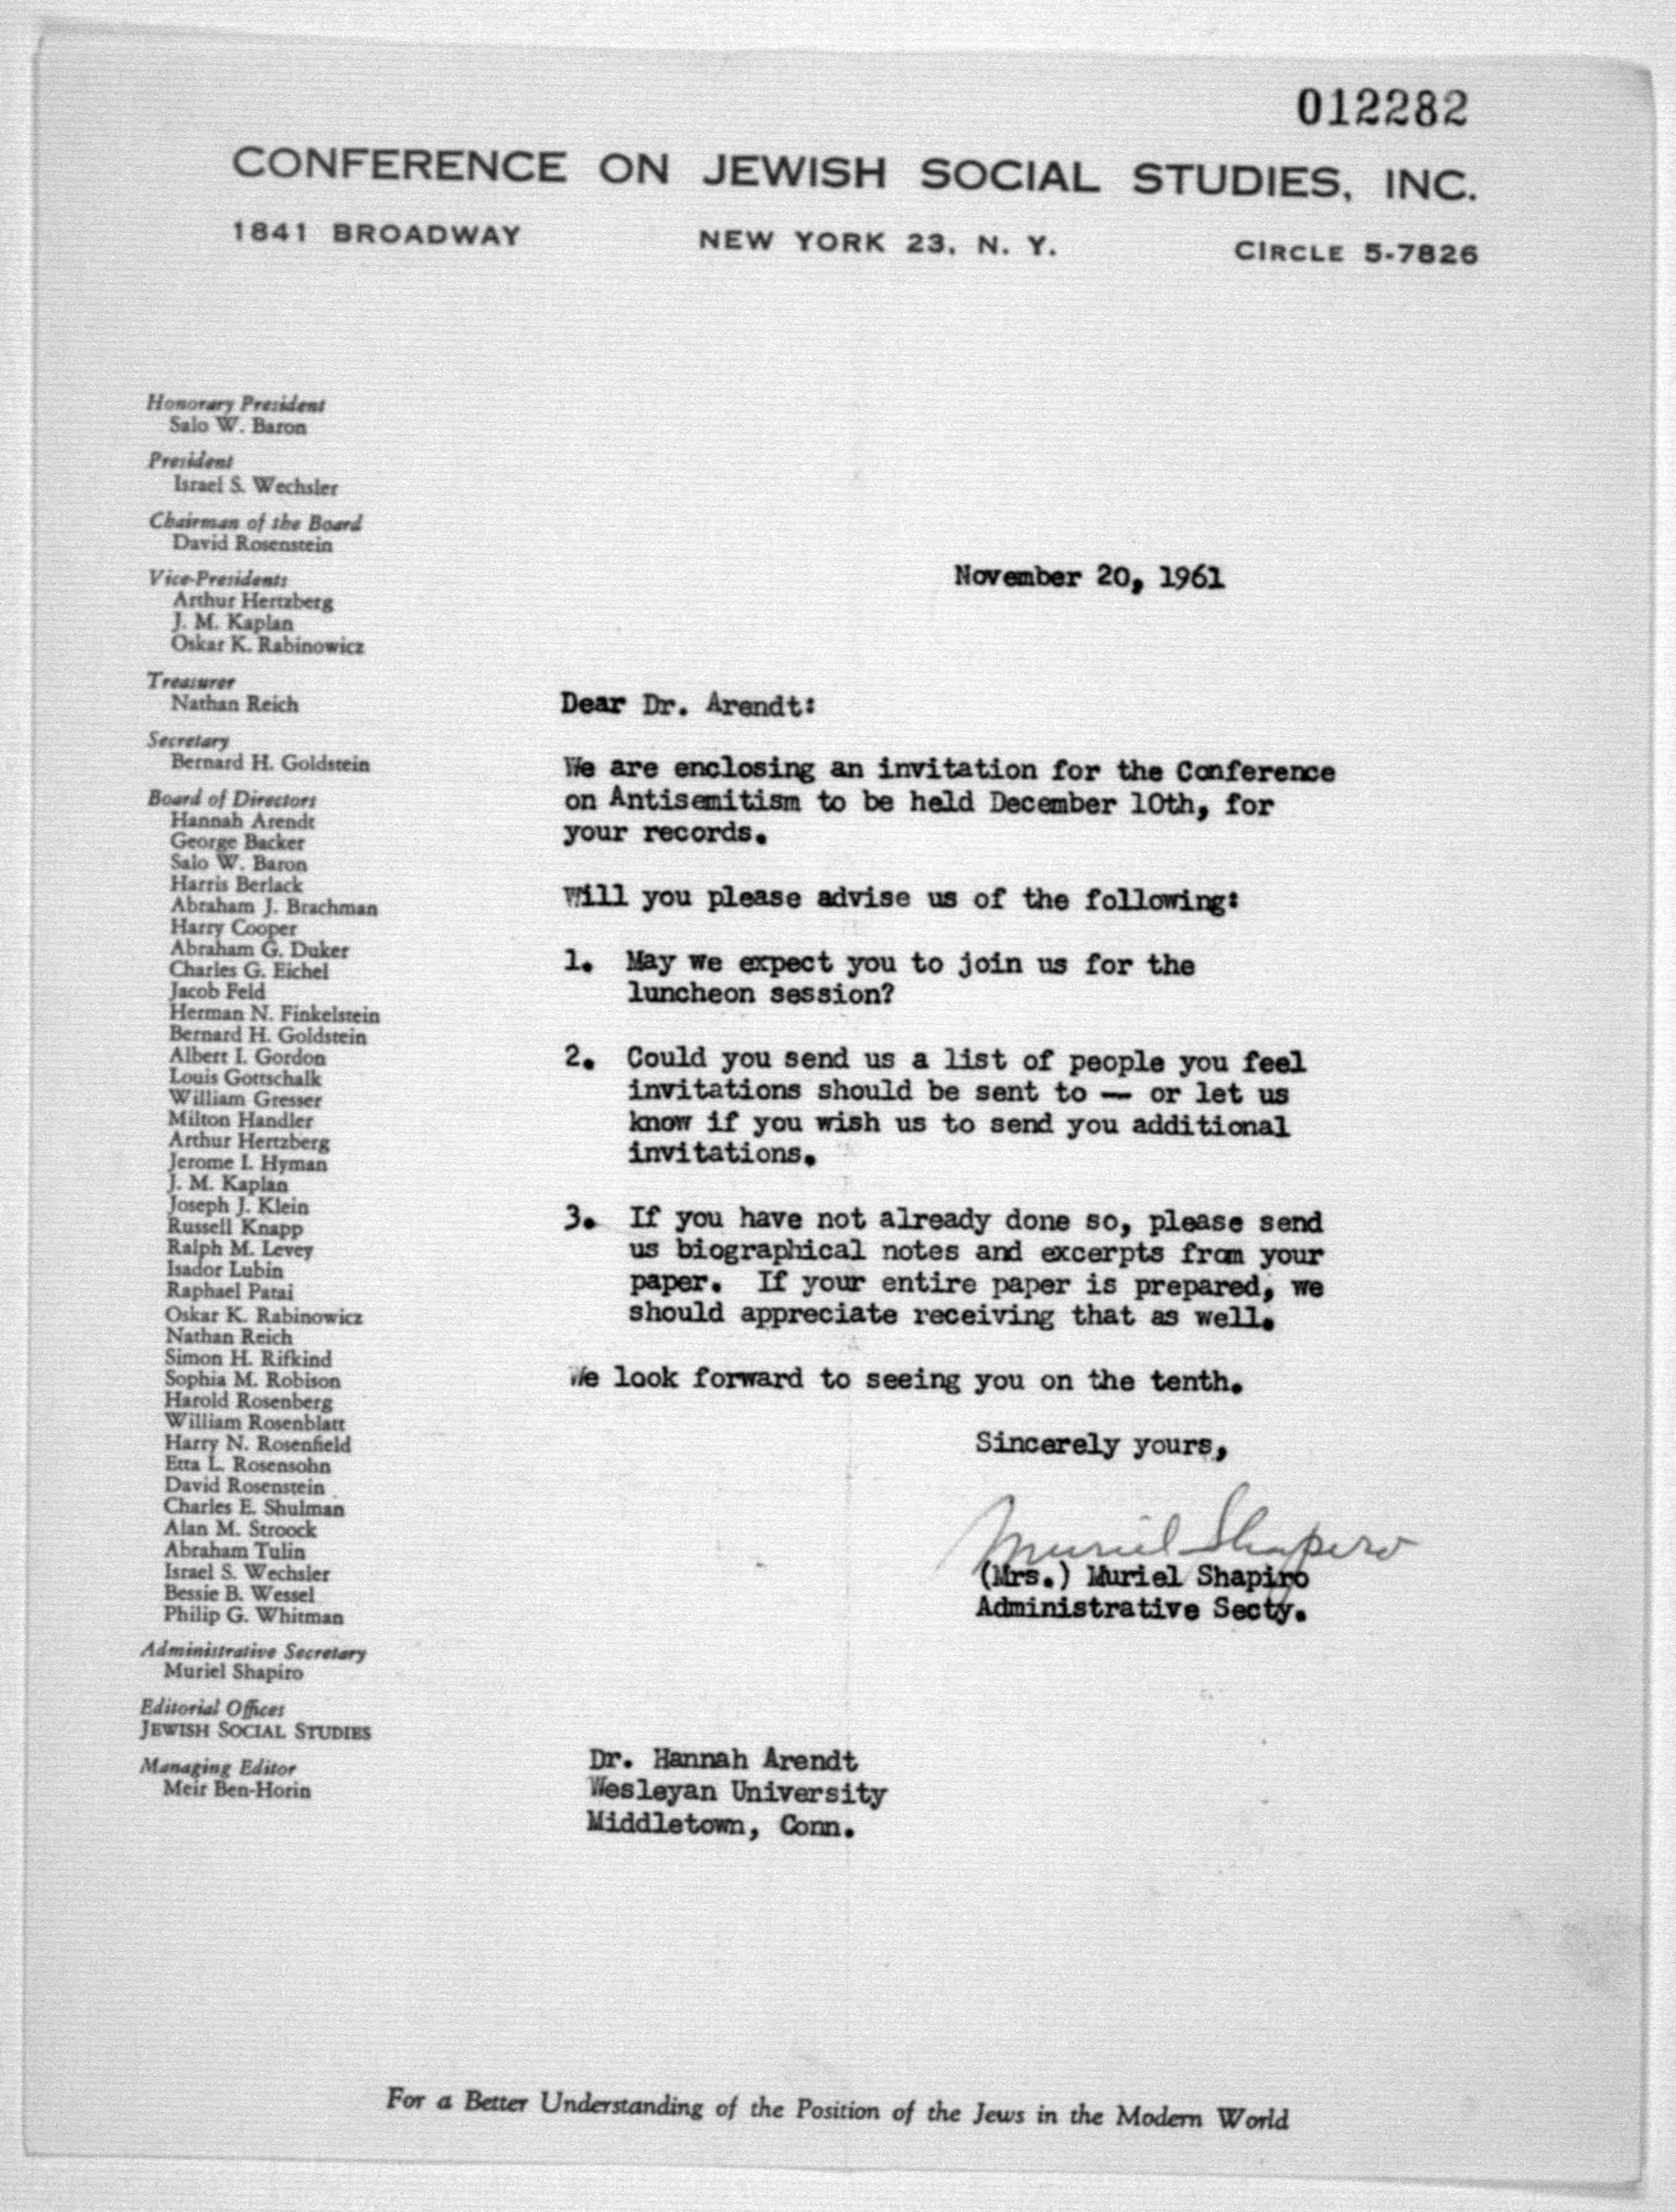 012282
CONFERENCE ON JEWISH SOCIAL STUDIES, INC.
1841 BROADWAY NEW YORK 23, N. Y. CIRCLE 5-7826
Honorary President
Salo W. Baron
President
Israel S. Wechsler
Chairman of the Board
David Rosenstein
Vice-Presidents
Arthur Hertzberg
J. M. Kaplan
Oskar K. Rabinowicz
Treasurer
Nathan Reich
Secretary
Bernard H. Goldstein
Board of Directors
Hannah Arendt
George Backer
Salo W. Baron
Harris Berlack
Abraham J. Brachman
Harry Cooper
Abraham G. Duker
Charles G. Eichel
Jacob Feld
Herman N. Finkelstein
Bernard H. Goldstein
Albert I. Gordon
Louis Gottschalk
William Gresser
Milton Handler
Arthur Hertzberg
Jerome I. Hyman
J. M. Kaplan
Joseph J. Klein
Russell Knapp
Ralph M. Levey
Isador Lubin
Raphael Patai
Oskar K. Rabinowicz
Nathan Reich
Simon H. Rifkind
Sophia M. Robison
Harold Rosenberg
William Rosenblatt
Harry N. Rosenfield
Etta L. Rosensohn
David Rosenstein
Charles E. Shulman
Alan M. Stroock
Abraham Tulin
Israel S. Wechsler
Bessie B. Wessel
Philip G. Whitman
Administrative Secretary
Muriel Shapiro
Editorial Offices
JEWISH SOCIAL STUDIES
Managing Editor
Meir Ben-Horin
November 20, 1961
Dear Dr. Arendt:
We are enclosing an invitation for the Conference
on Antisemitism to be held December 10th, for
your records.
Will you please advise us of the following:
1. May we expect you to join us for the
luncheon session?
2. Could you send us a list of people you feel
invitations should be sent to -- or let us
know if you wish us to send you additional
invitations.
3. If you have not already done so, please send
us biographical notes and excerpts from your
paper. If your entire paper is prepared, we
should appreciate receiving that as well.
We look forward to seeing you on the tenth.
Sincerely yours,
Muriel Shapiro
(Mrs.) Muriel Shapiro
Administrative Secty.
Dr. Hannah Arendt
Wesleyan University
Middletown, Conn.
For a Better Understanding of the Position of the Jews in the Modern World